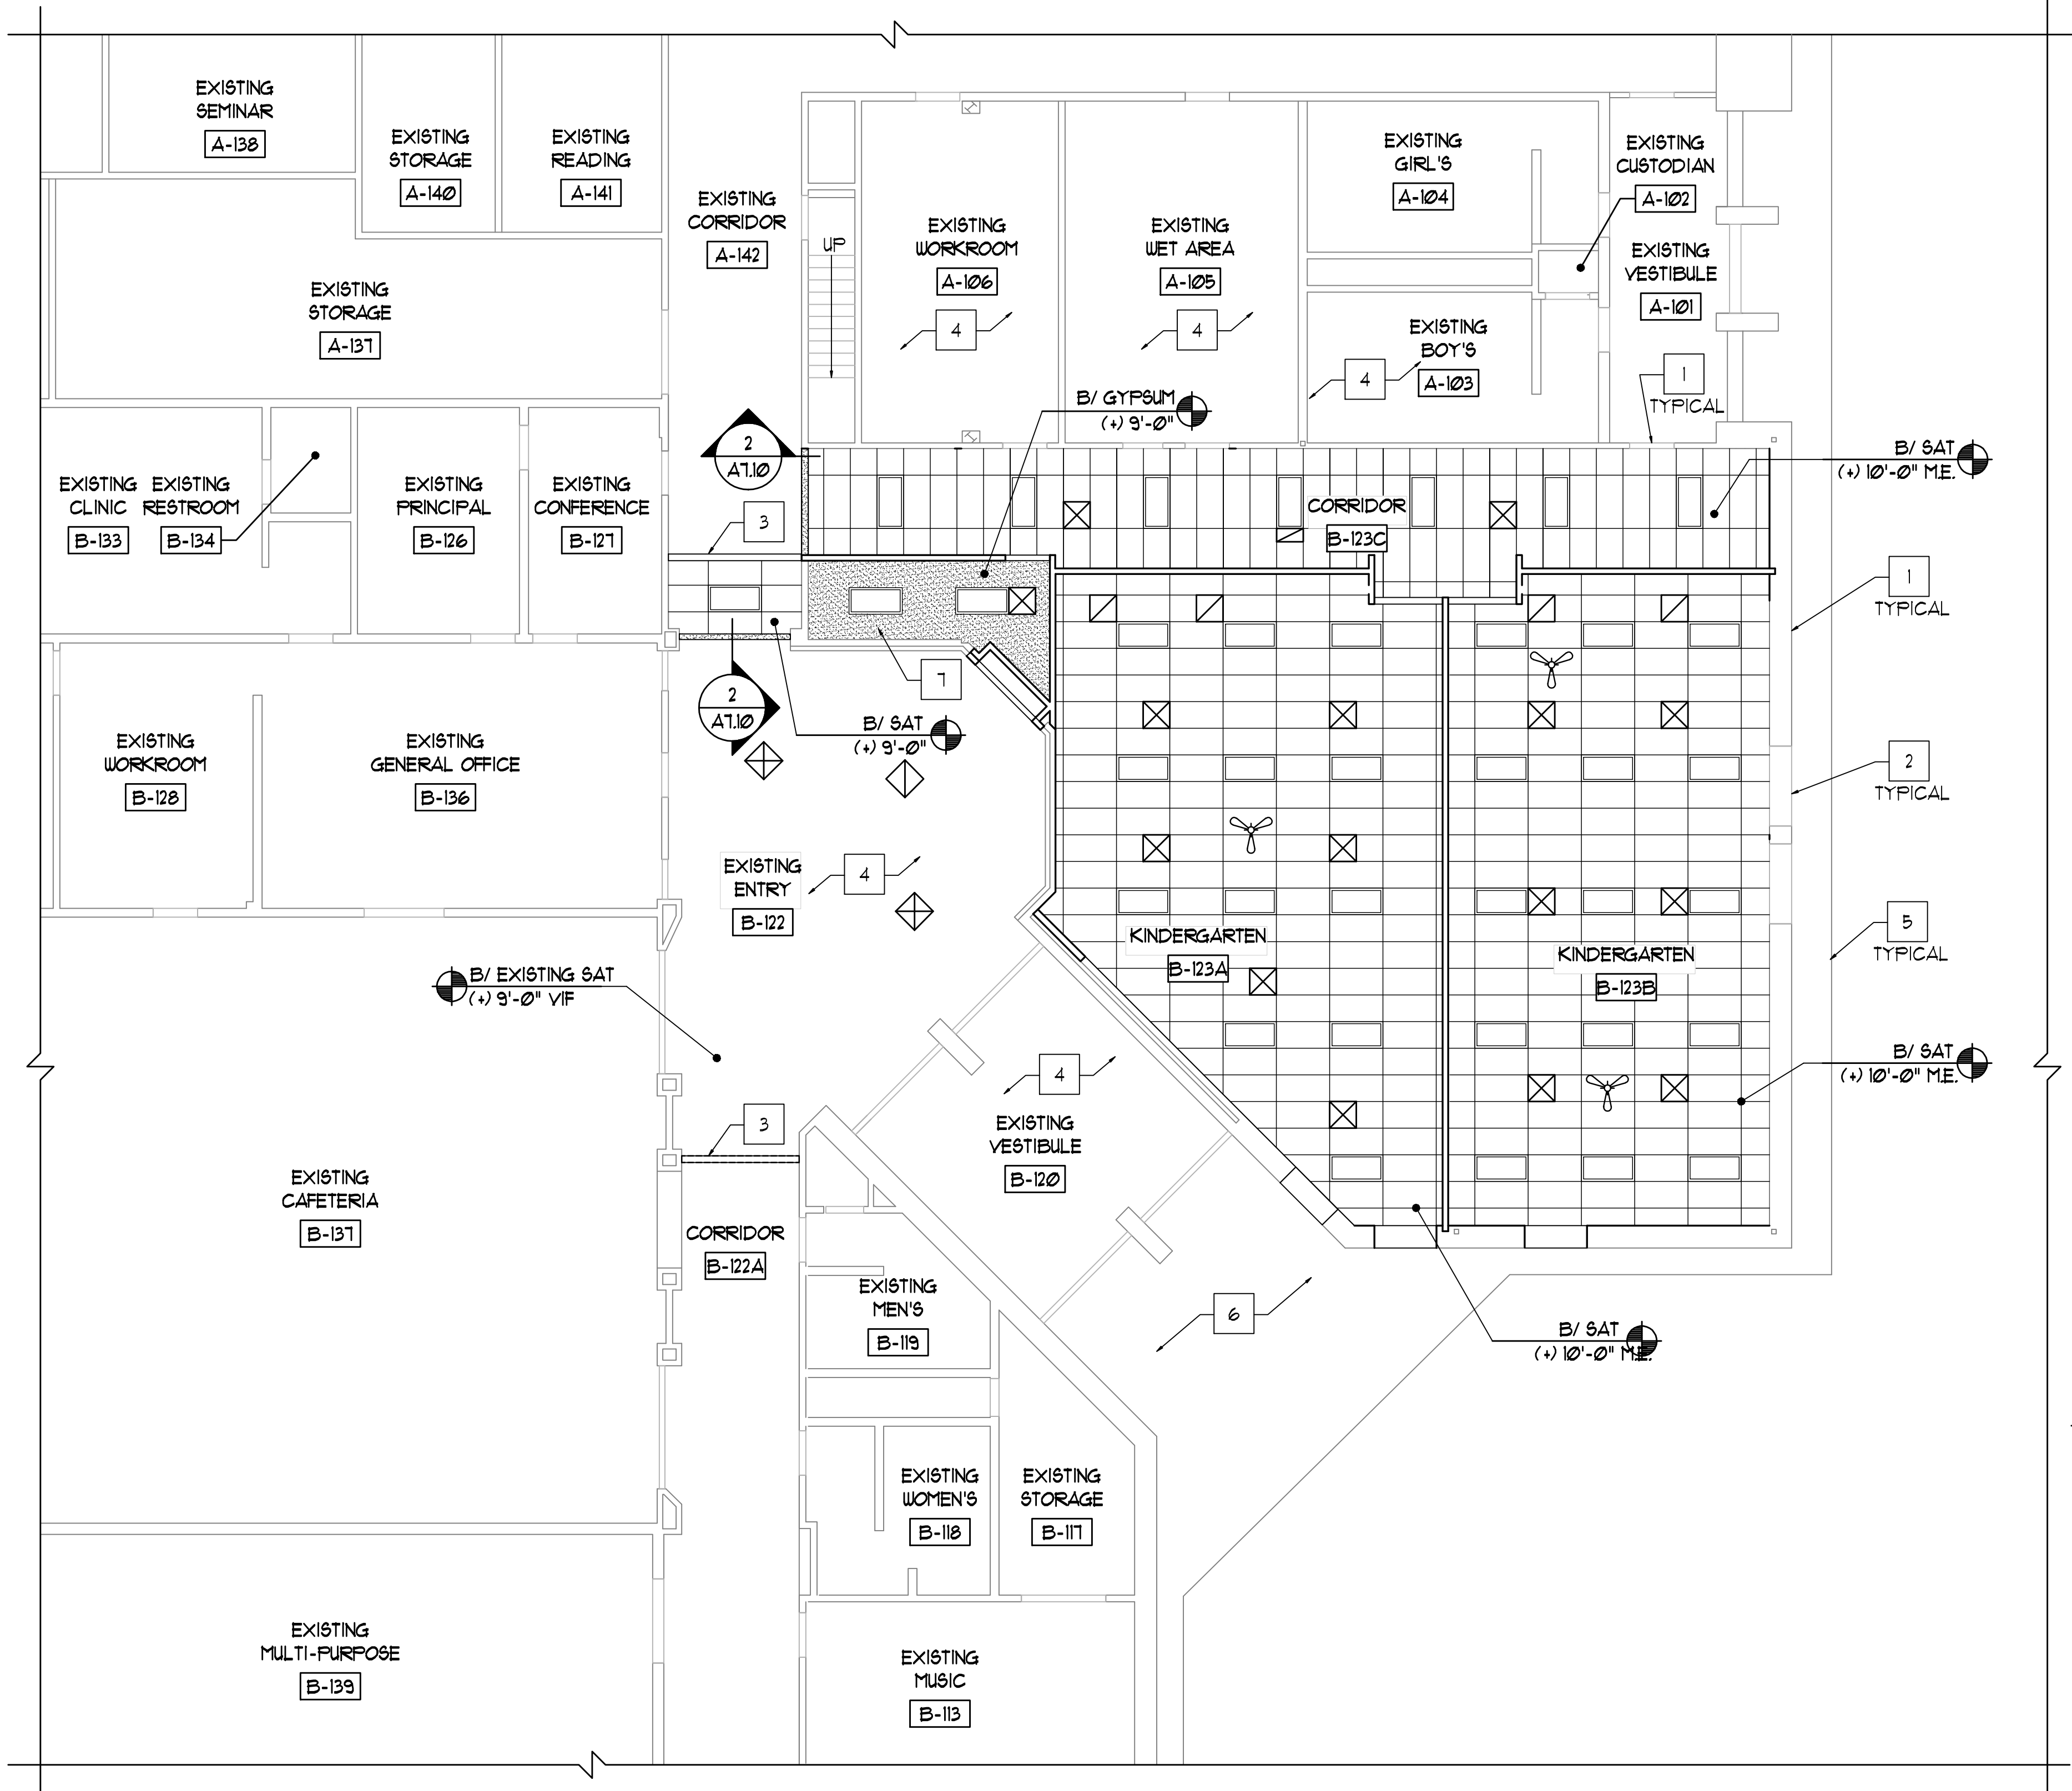 EXISTING
SEMINAR
A-138
EXISTING
STORAGE
A-140
EXISTING
READING
A-141
EXISTING
CORRIDOR
A-142
UP
EXISTING
WORKROOM
A-106
4
EXISTING
WET AREA
A-105
4
EXISTING
GIRL'S
A-104
EXISTING
CUSTODIAN
A-102
EXISTING
VESTIBULE
A-101
EXISTING
BOY'S
A-103
4
1
TYPICAL
EXISTING
STORAGE
A-137
B/ GYPSUM
(+) 9'-0"
2
A7.10
B/ SAT
(+) 10'-0" M.E.
EXISTING
CLINIC
B-133
EXISTING
RESTROOM
B-134
EXISTING
PRINCIPAL
B-126
EXISTING
CONFERENCE
B-127
3
CORRIDOR
B-123C
1
TYPICAL
7
2
A7.10
B/ SAT
(+) 9'-0"
EXISTING
WORKROOM
B-128
EXISTING
GENERAL OFFICE
B-136
2
TYPICAL
EXISTING
ENTRY
B-122
4
KINDERGARTEN
B-123A
KINDERGARTEN
B-123B
5
TYPICAL
B/ EXISTING SAT
(+) 9'-0" VIF
B/ SAT
(+) 10'-0" M.E.
4
EXISTING
VESTIBULE
B-120
3
EXISTING
CAFETERIA
B-137
CORRIDOR
B-122A
EXISTING
MEN'S
B-119
6
B/ SAT
(+) 10'-0" M.E.
EXISTING
WOMEN'S
B-118
EXISTING
STORAGE
B-117
EXISTING
MULTI-PURPOSE
B-139
EXISTING
MUSIC
B-113